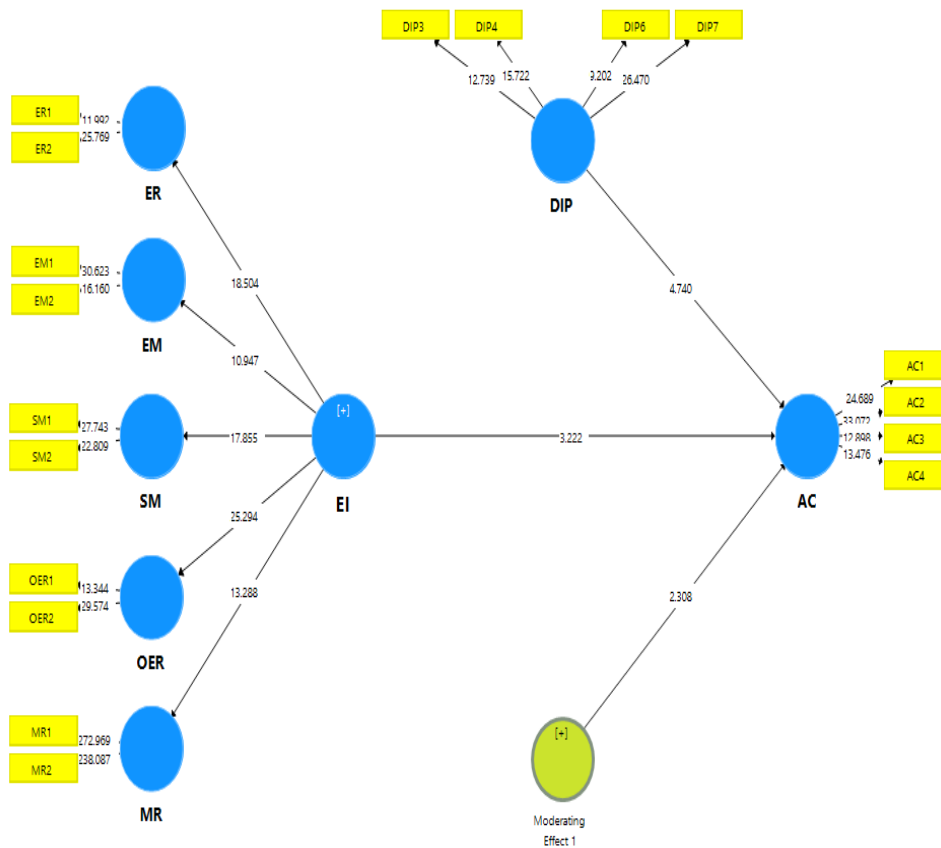 DIP3 DIP4 DIP6 DIP7
12.739 15.722 9.202 26.470
DIP
ER1
ER2
11.992
25.769
ER
EM1
EM2
30.623
16.160
EM
SM1
SM2
27.743
22.809
SM
OER1
OER2
13.344
29.574
OER
MR1
MR2
272.969
238.087
MR
18.504
10.947
17.855
25.294
13.288
[+]
EI
3.222
4.740
2.308
AC
24.689
33.072
12.898
13.476
AC1
AC2
AC3
AC4
[+]
Moderating
Effect 1